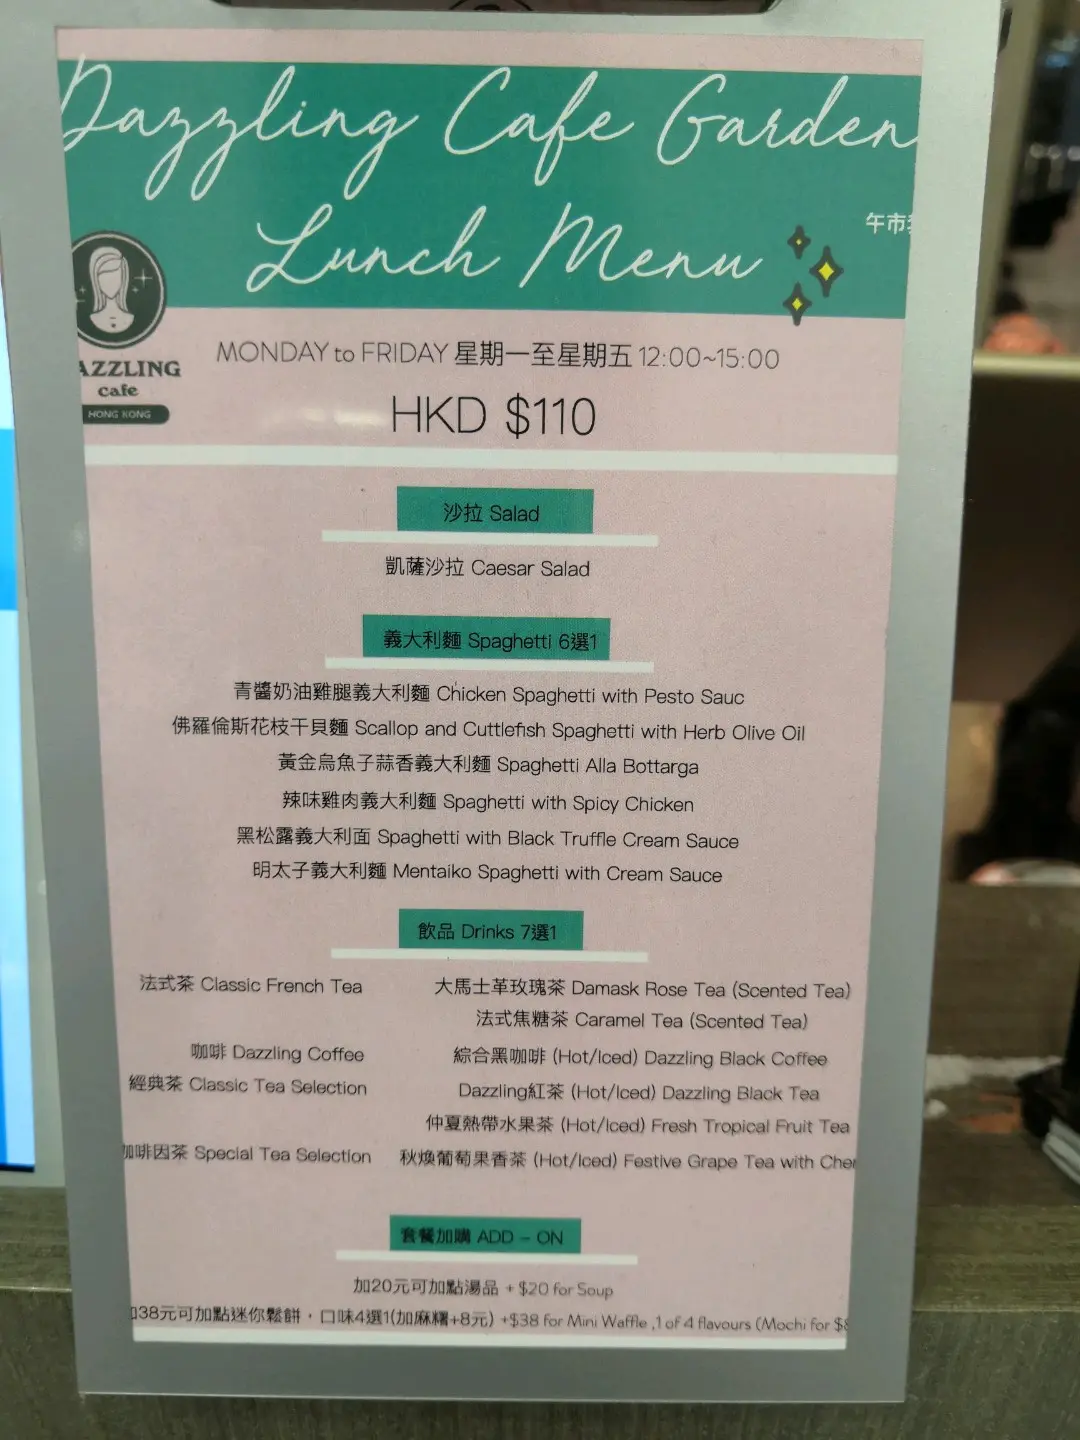 Dazzling Cafe Garden
Lunch Menu
午市
AZZLING
cafe
HONG KONG
MONDAY to FRIDAY 星期一至星期五 12:00~15:00
HKD $110
沙拉 Salad
凱薩沙拉 Caesar Salad
義大利麵 Spaghetti 6選1
青醬奶油雞腿義大利麵 Chicken Spaghetti with Pesto Sauc
佛羅倫斯花枝干貝麵 Scallop and Cuttlefish Spaghetti with Herb Olive Oil
黃金烏魚子蒜香義大利麵 Spaghetti Alla Bottarga
辣味雞肉義大利麵 Spaghetti with Spicy Chicken
黑松露義大利面 Spaghetti with Black Truffle Cream Sauce
明太子義大利麵 Mentaiko Spaghetti with Cream Sauce
飲品 Drinks 7選1
法式茶 Classic French Tea 大馬士革玫瑰茶 Damask Rose Tea (Scented Tea)
法式焦糖茶 Caramel Tea (Scented Tea)
咖啡 Dazzling Coffee 綜合黑咖啡 (Hot/Iced) Dazzling Black Coffee
經典茶 Classic Tea Selection Dazzling紅茶 (Hot/Iced) Dazzling Black Tea
仲夏熱帶水果茶 (Hot/Iced) Fresh Tropical Fruit Tea
咖啡因茶 Special Tea Selection 秋煥葡萄果香茶 (Hot/Iced) Festive Grape Tea with Cher
套餐加購 ADD - ON
加20元可加點湯品 + $20 for Soup
38元可加點迷你鬆餅，口味4選1(加麻糬+8元) +$38 for Mini Waffle ,1 of 4 flavours (Mochi for $8